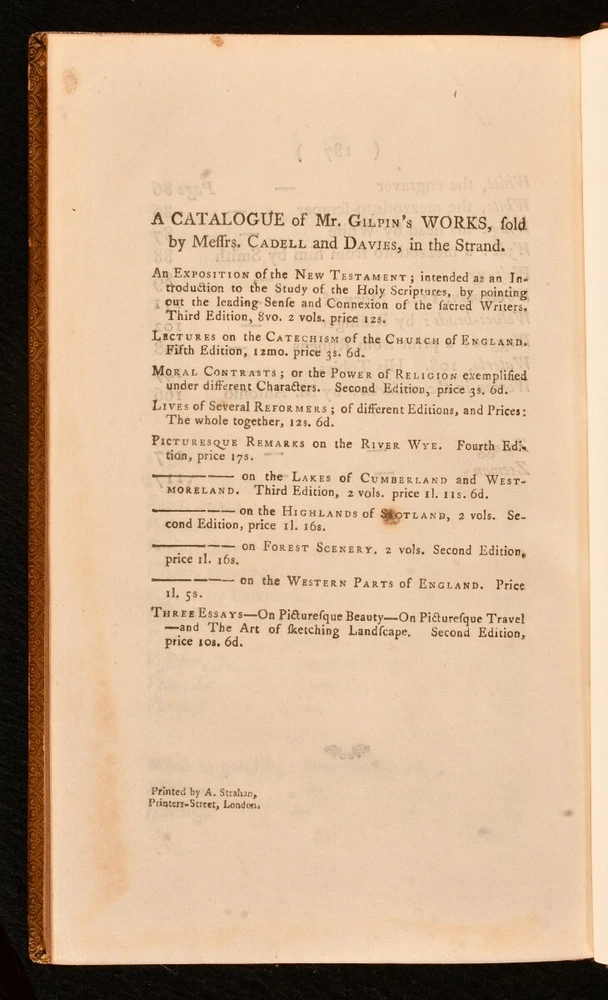 A CATALOGUE of Mr. GILPIN's WORKS, ſold
by Meſſrs. CADELL and DAVIES, in the Strand.
An EXPOSITION of the NEW TESTAMENT; intended as an In-
troduction to the Study of the Holy Scriptures, by pointing
out the leading Senſe and Connexion of the ſacred Writers.
Third Edition, 8vo. 2 vols. price 12s.
LECTURES on the CATECHISM of the CHURCH of ENGLAND.
Fifth Edition, 12mo. price 3s. 6d.
MORAL CONTRASTS; or the POWER of RELIGION exemplified
under different Characters. Second Edition, price 3s. 6d.
LIVES of Several REFORMERS; of different Editions, and Prices:
The whole together, 12s. 6d.
PICTURESQUE REMARKS on the RIVER WYE. Fourth Edi-
tion, price 17s.
———— on the LAKES of CUMBERLAND and WEST-
MORELAND. Third Edition, 2 vols. price 1l. 11s. 6d.
———— on the HIGHLANDS of SCOTLAND, 2 vols. Se-
cond Edition, price 1l. 16s.
———— on FOREST SCENERY. 2 vols. Second Edition,
price 1l. 16s.
———— on the WESTERN PARTS of ENGLAND. Price
1l. 5s.
THREE ESSAYS—On Pictureſque Beauty—On Pictureſque Travel
—and The Art of ſketching Landſcape. Second Edition,
price 10s. 6d.
Printed by A. Strahan,
Printers-Street, London.